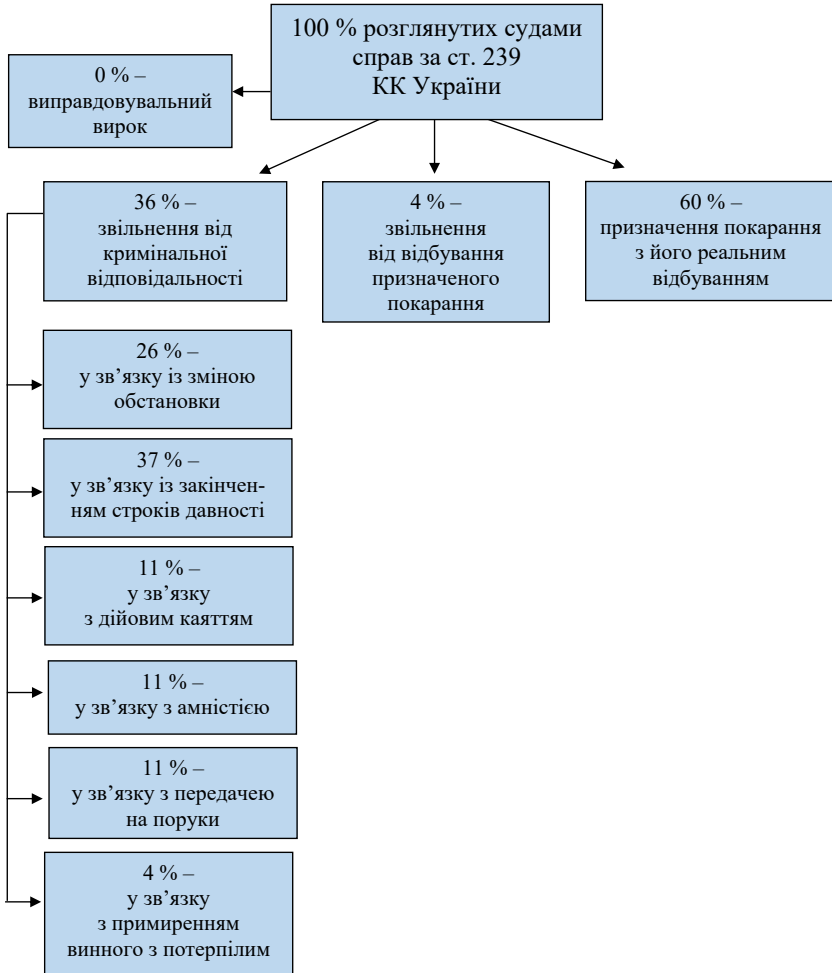 100 % розглянутих судами
справ за ст. 239
КК України
0 % –
виправдовувальний
вирок
36 % –
звільнення від
кримінальної
відповідальності
4 % –
звільнення
від відбування
призначеного
покарання
60 % –
призначення покарання
з його реальним
відбуванням
26 % –
у зв’язку із зміною
обстановки
37 % –
у зв’язку із закінчен-
ням строків давності
11 % –
у зв’язку
з дійовим каяттям
11 % –
у зв’язку з амністією
11 % –
у зв’язку з передачею
на поруки
4 % –
у зв’язку
з примиренням
винного з потерпілим